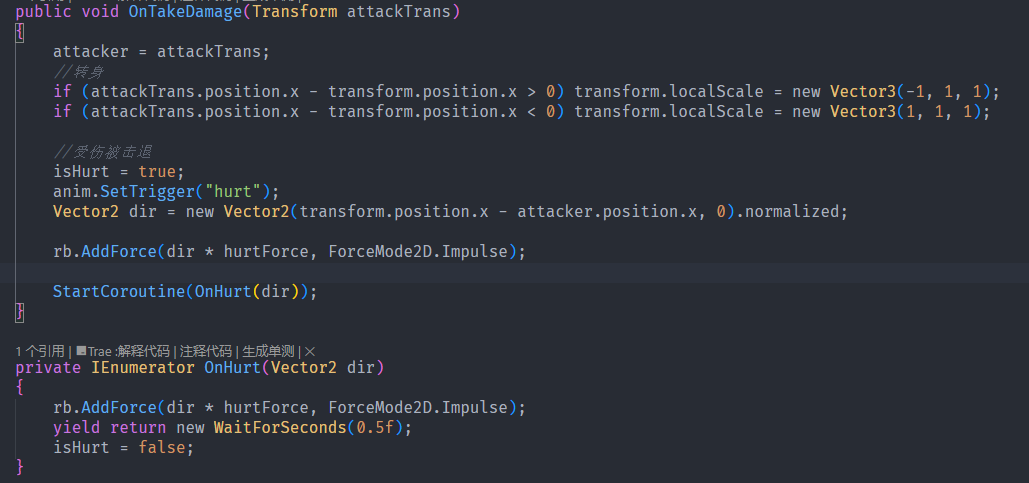 public void OnTakeDamage(Transform attackTrans)
{
    attacker = attackTrans;
    //转身
    if (attackTrans.position.x - transform.position.x > 0) transform.localScale = new Vector3(-1, 1, 1);
    if (attackTrans.position.x - transform.position.x < 0) transform.localScale = new Vector3(1, 1, 1);
    //受伤被击退
    isHurt = true;
    anim.SetTrigger("hurt");
    Vector2 dir = new Vector2(transform.position.x - attacker.position.x, 0).normalized;
    rb.AddForce(dir * hurtForce, ForceMode2D.Impulse);
    StartCoroutine(OnHurt(dir));
}
1 个引用 | Trae :解释代码 | 注释代码 | 生成单测 | ×
private IEnumerator OnHurt(Vector2 dir)
{
    rb.AddForce(dir * hurtForce, ForceMode2D.Impulse);
    yield return new WaitForSeconds(0.5f);
    isHurt = false;
}